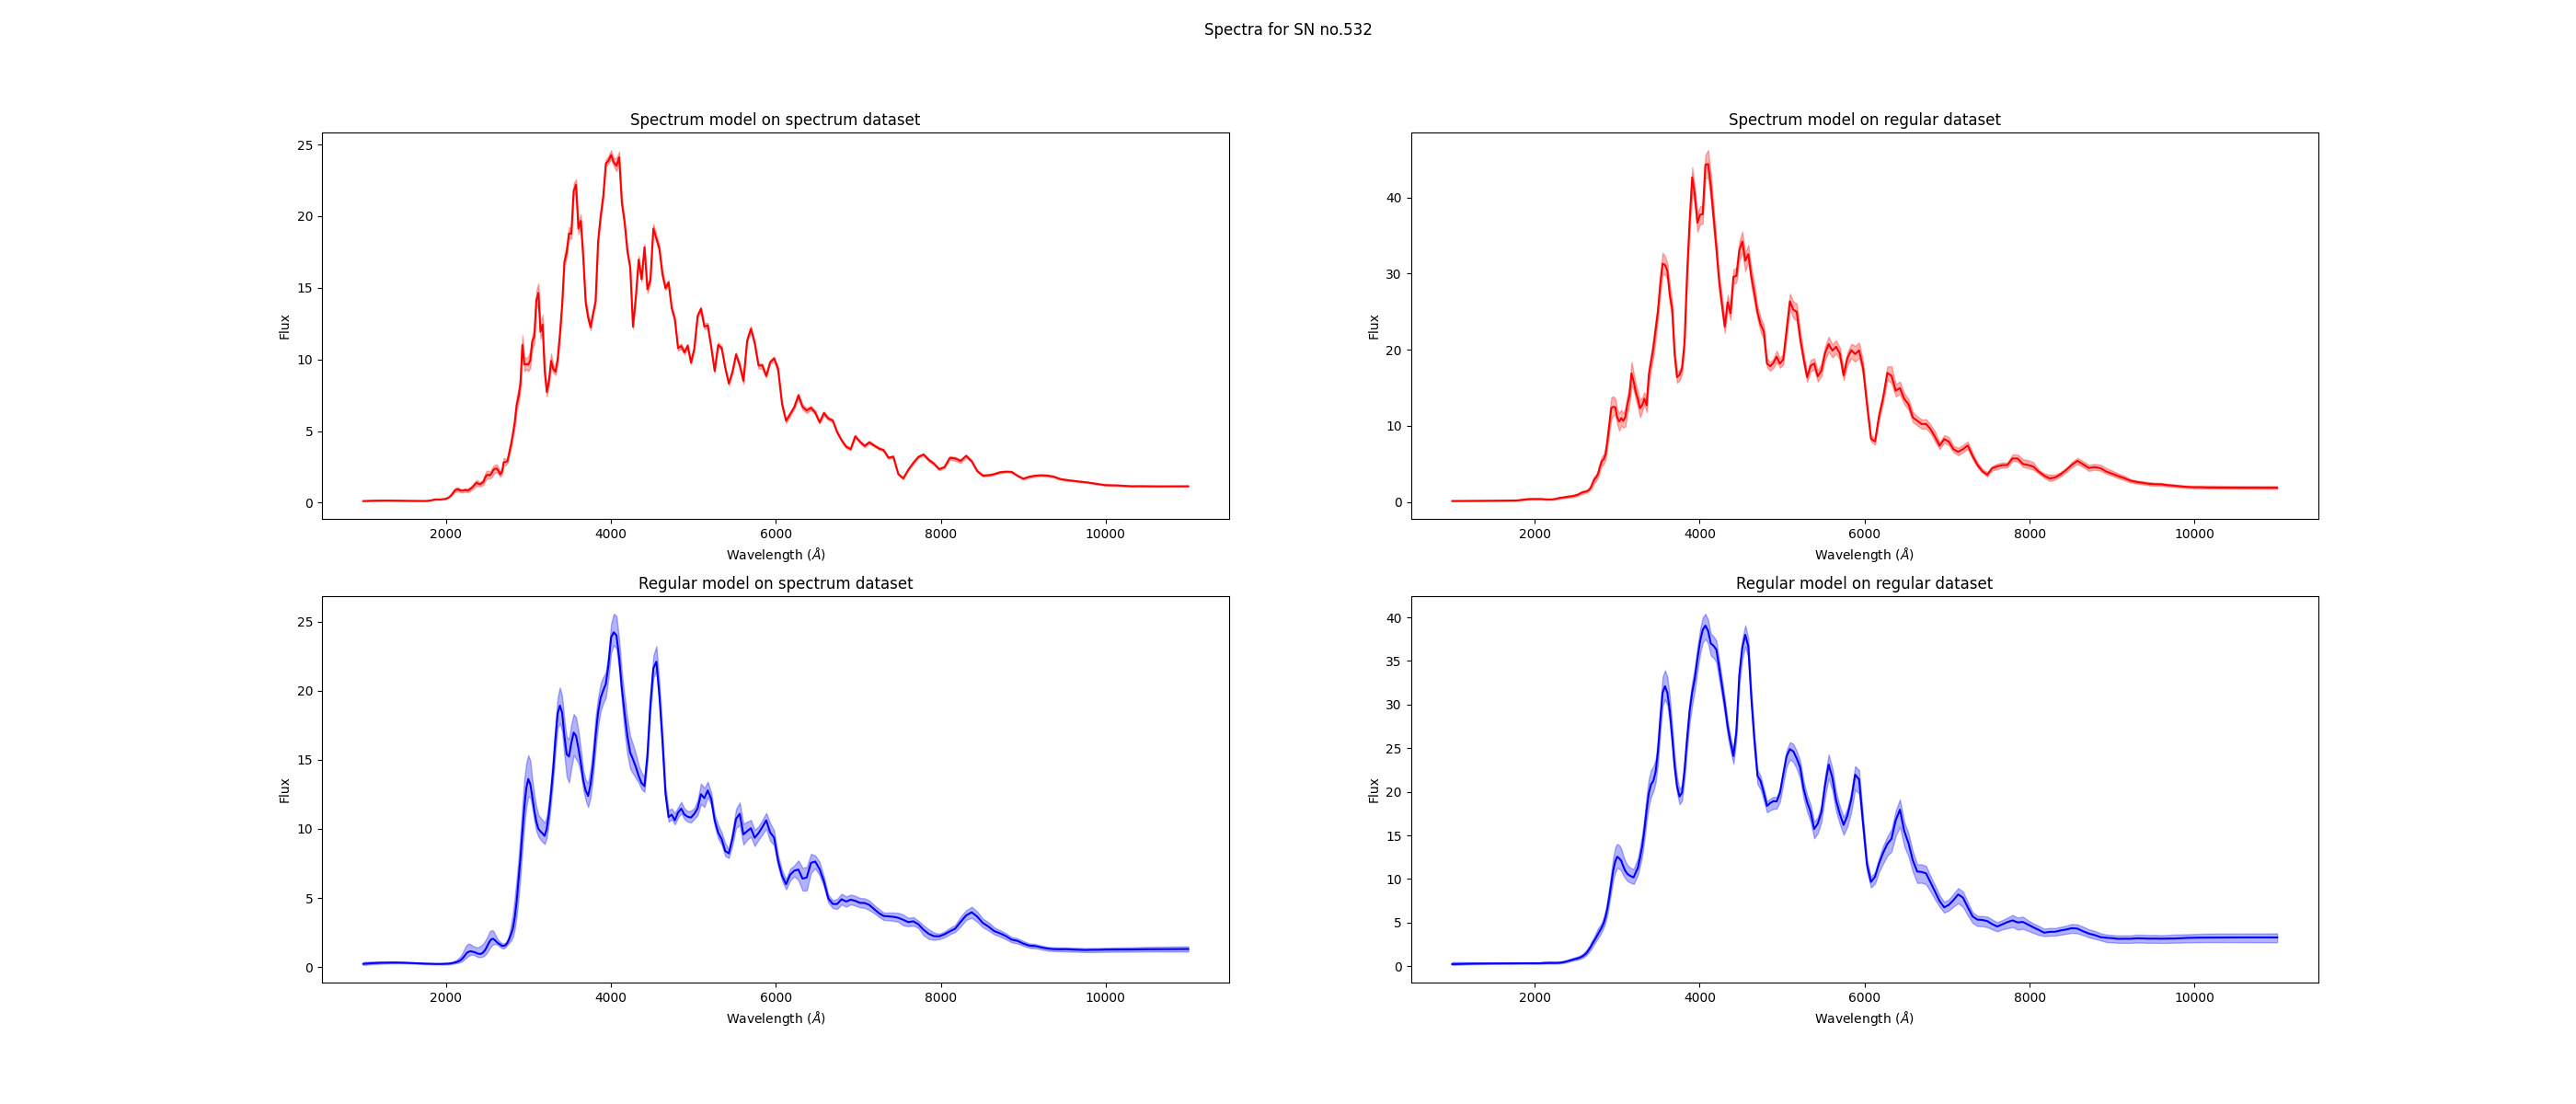 Spectra for SN no.532
Spectrum model on spectrum dataset
25
20
15
10
5
0
Flux
2000 4000 6000 8000 10000
Wavelength (Å)
Spectrum model on regular dataset
40
30
20
10
0
Flux
2000 4000 6000 8000 10000
Wavelength (Å)
Regular model on spectrum dataset
25
20
15
10
5
0
Flux
2000 4000 6000 8000 10000
Wavelength (Å)
Regular model on regular dataset
40
35
30
25
20
15
10
5
0
Flux
2000 4000 6000 8000 10000
Wavelength (Å)